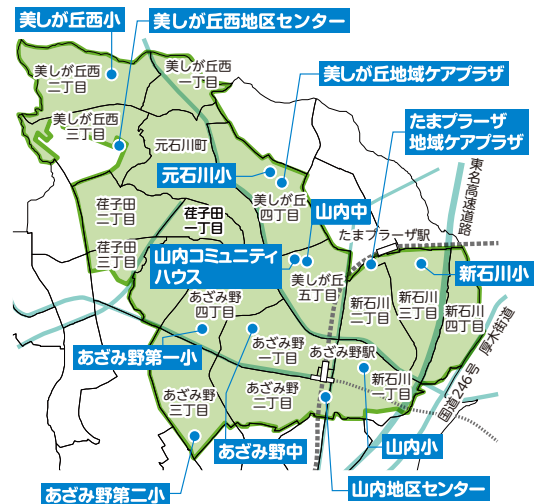 美しが丘西小
美しが丘西地区センター
美しが丘西
二丁目
美しが丘西
一丁目
美しが丘地域ケアプラザ
美しが丘西
三丁目
元石川町
たまプラーザ
地域ケアプラザ
東名高速道路
元石川小
美しが丘
四丁目
荏子田
二丁目
荏子田
一丁目
山内中
たまプラーザ駅
荏子田
三丁目
山内コミュニティ
ハウス
美しが丘
五丁目
新石川小
あざみ野
四丁目
新石川
二丁目
新石川
三丁目
新石川
四丁目
厚木街道
国道246号
あざみ野第一小
あざみ野
一丁目
あざみ野駅
あざみ野
三丁目
あざみ野
二丁目
新石川
一丁目
あざみ野中
山内小
あざみ野第二小
山内地区センター